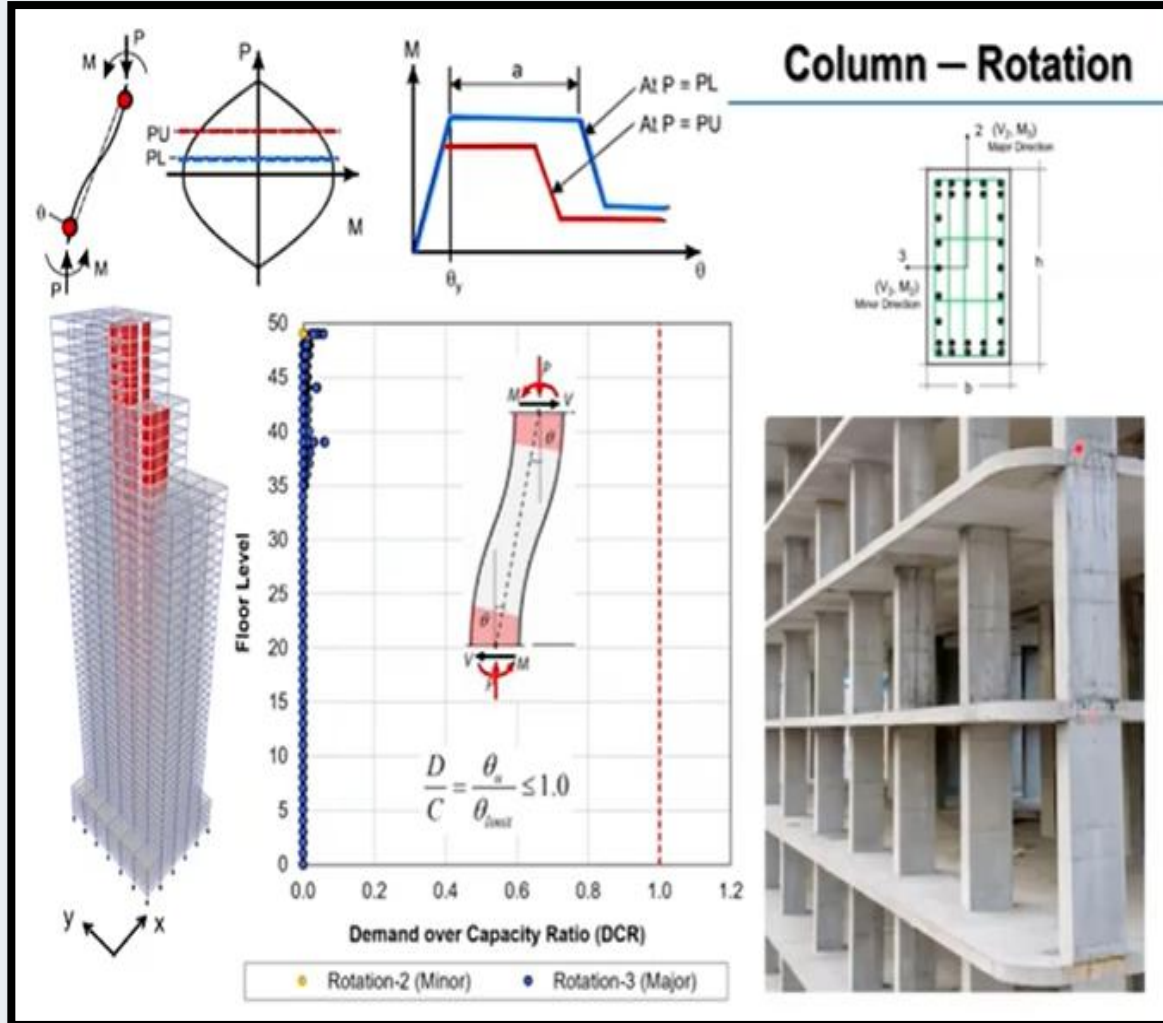 Column – Rotation
P
M
θ
M
P
P
PU
PL
M
M
a
At P = PL
At P = PU
θy
θ
2 (V2, M3)
Major Direction
3
(V3, M2)
Minor Direction
h
b
y
x
Floor Level
50
45
40
35
30
25
20
15
10
5
0
P
M
V
θ
θ
V
M
P
D/C = θu/θlimit ≤ 1.0
0.0 0.2 0.4 0.6 0.8 1.0 1.2
Demand over Capacity Ratio (DCR)
Rotation-2 (Minor) Rotation-3 (Major)